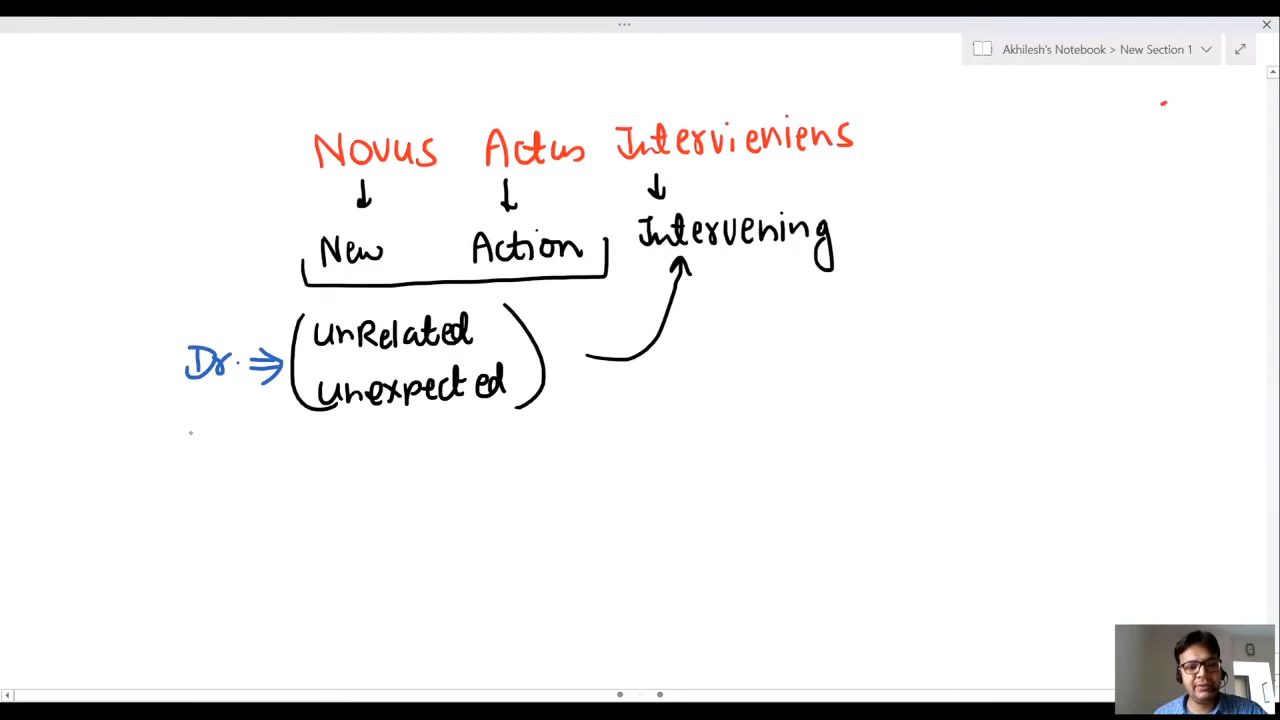 Akhilesh's Notebook > New Section 1
Novus Actus Intervieniens
New Action Intervening
UnRelated
Dr. ⇒
Unexpected